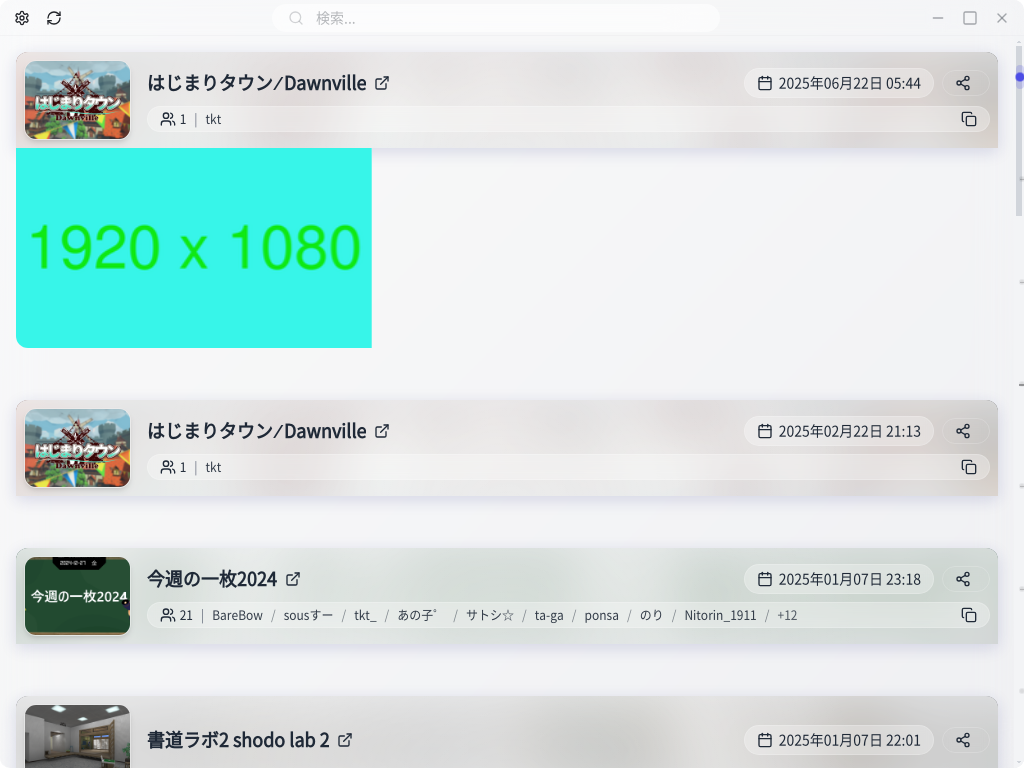 検索...
はじまりタウン⁄Dawnville
2025年06月22日 05:44
はじまりタウン
Dawnville
1 | tkt
1920 x 1080
はじまりタウン⁄Dawnville
2025年02月22日 21:13
はじまりタウン
Dawnville
1 | tkt
今週の一枚2024
2025年01月07日 23:18
今週の一枚2024
21 | BareBow / sousすー / tkt_ / あの子゜ / サトシ☆ / ta-ga / ponsa / のり / Nitorin_1911 / +12
書道ラボ2 shodo lab 2
2025年01月07日 22:01